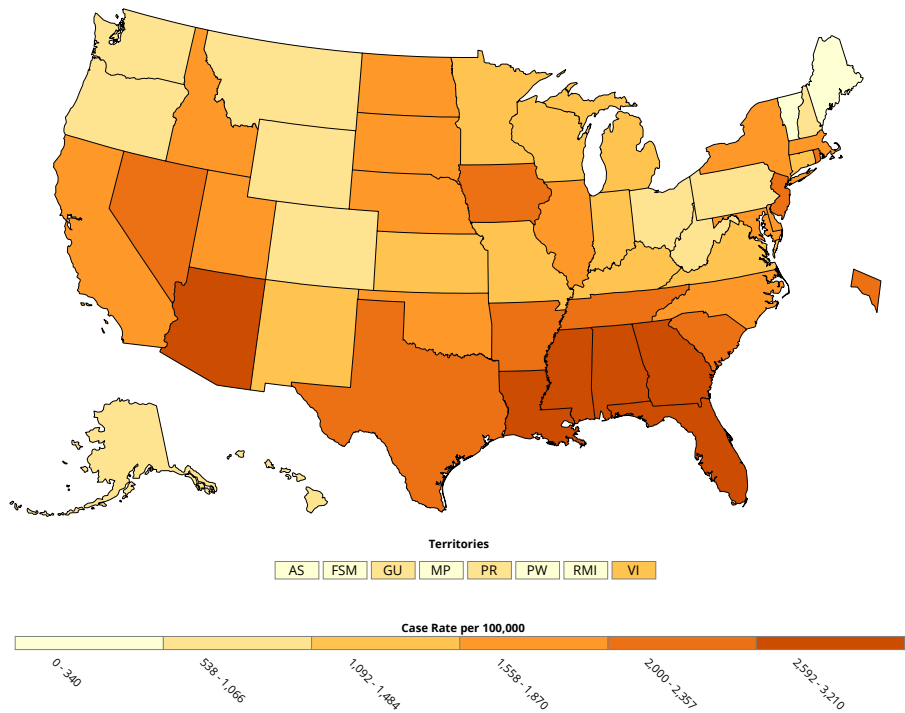 Territories
AS FSM GU MP PR PW RMI VI
Case Rate per 100,000
0 - 340 538 - 1,066 1,092 - 1,484 1,558 - 1,870 2,000 - 2,357 2,592 - 3,210